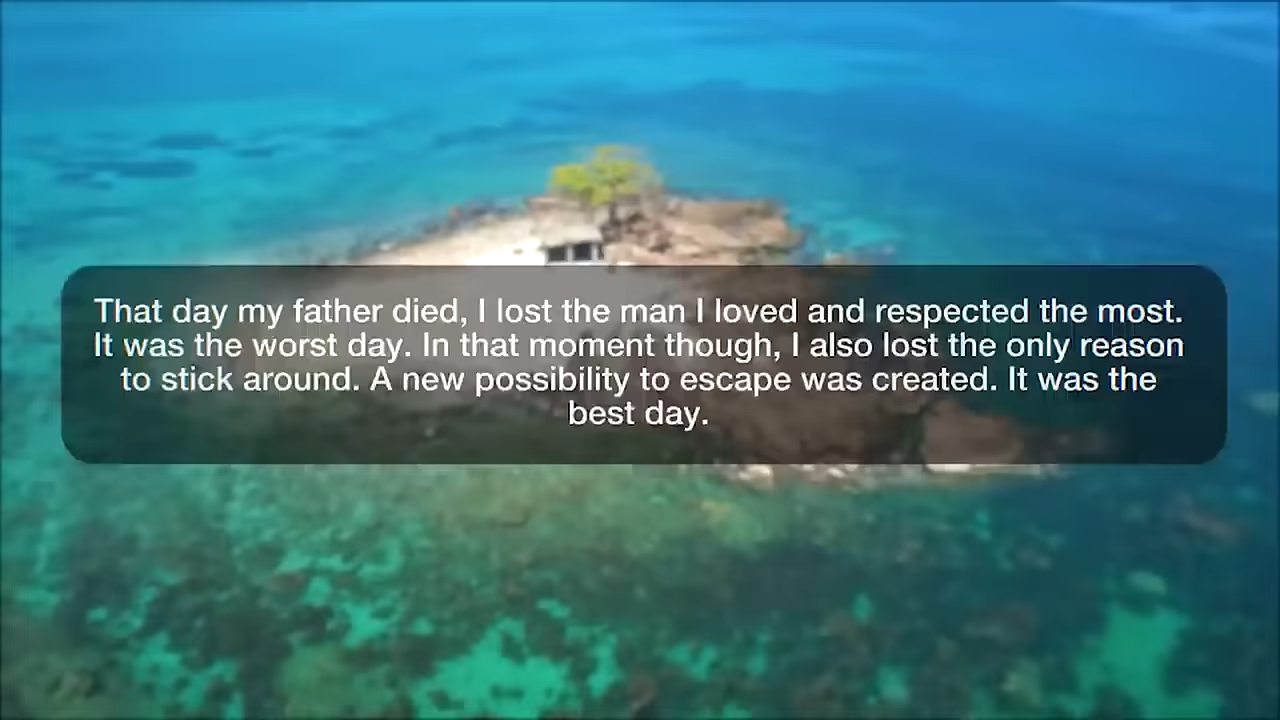 That day my father died, I lost the man I loved and respected the most.
It was the worst day. In that moment though, I also lost the only reason
to stick around. A new possibility to escape was created. It was the
best day.